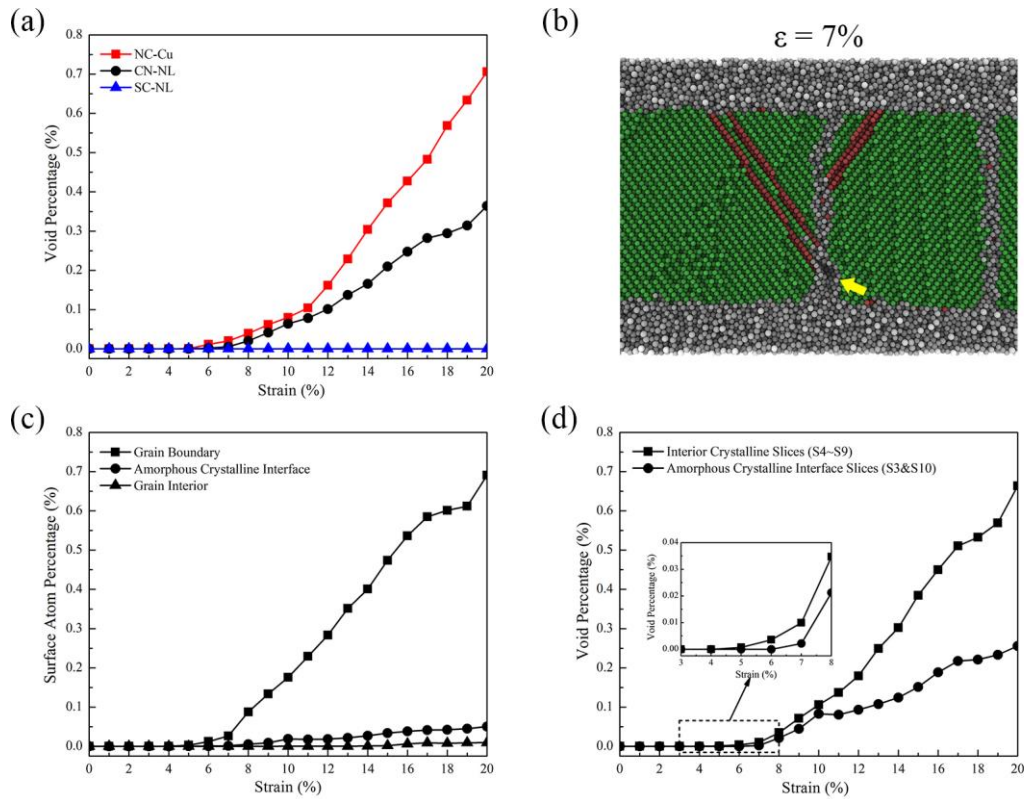 (a)
NC-Cu
CN-NL
SC-NL
Void Percentage (%)
0.8
0.7
0.6
0.5
0.4
0.3
0.2
0.1
0.0
0 2 4 6 8 10 12 14 16 18 20
Strain (%)
(b)
ε = 7%
(c)
Grain Boundary
Amorphous Crystalline Interface
Grain Interior
Surface Atom Percentage (%)
0.8
0.7
0.6
0.5
0.4
0.3
0.2
0.1
0.0
0 2 4 6 8 10 12 14 16 18 20
Strain (%)
(d)
Interior Crystalline Slices (S4~S9)
Amorphous Crystalline Interface Slices (S3&S10)
Void Percentage (%)
0.8
0.7
0.6
0.5
0.4
0.3
0.2
0.1
0.0
0 2 4 6 8 10 12 14 16 18 20
Strain (%)
Void Percentage (%)
0.04
0.03
0.02
0.01
0.00
3 4 5 6 7 8
Strain (%)